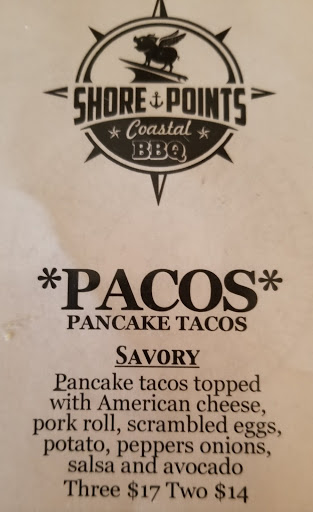 SHORE POINTS
Coastal
BBQ
*PACOS*
PANCAKE TACOS
SAVORY
Pancake tacos topped
with American cheese,
pork roll, scrambled eggs,
potato, peppers onions,
salsa and avocado
Three $17 Two $14